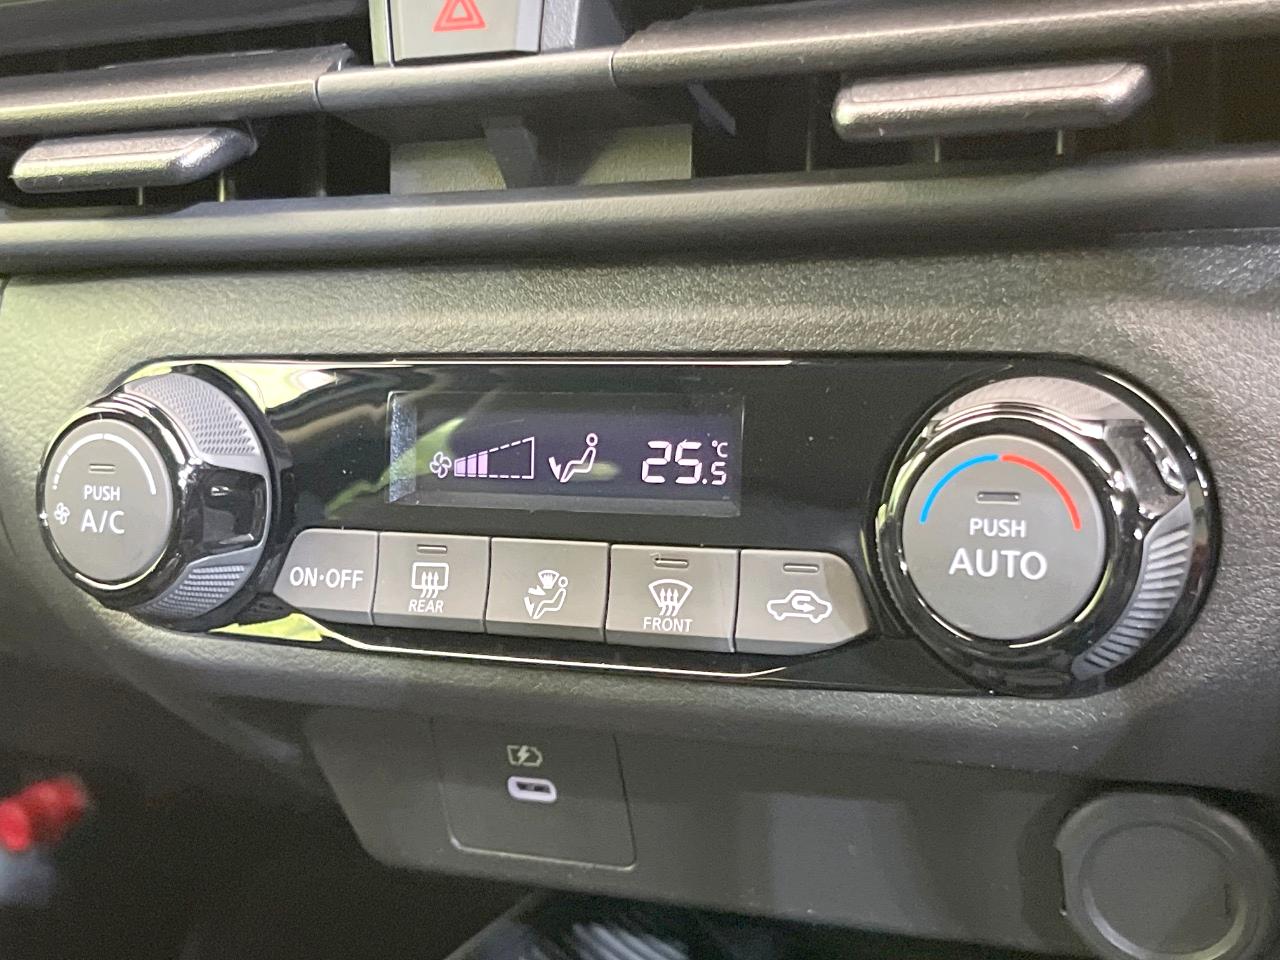 25.5 °C
PUSH
A/C
PUSH
AUTO
ON·OFF
REAR
FRONT